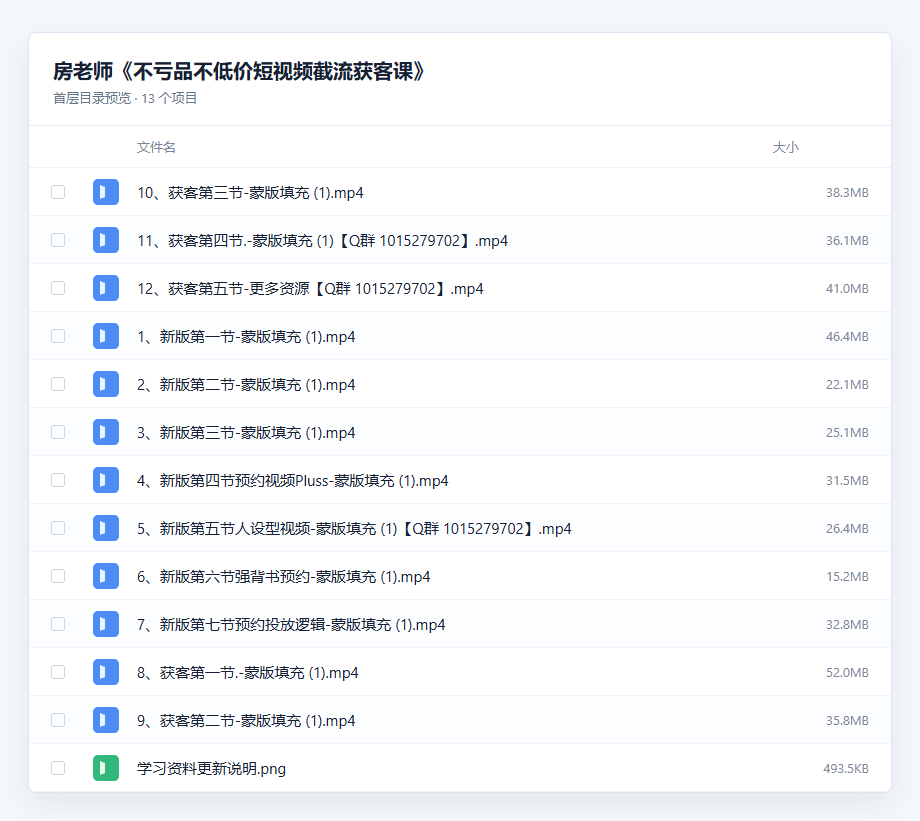 房老师《不亏品不低价短视频截流获客课》
首层目录预览 · 13 个项目
文件名 大小
10、获客第三节-蒙版填充 (1).mp4 38.3MB
11、获客第四节.-蒙版填充 (1)【Q群 1015279702】.mp4 36.1MB
12、获客第五节-更多资源【Q群 1015279702】.mp4 41.0MB
1、新版第一节-蒙版填充 (1).mp4 46.4MB
2、新版第二节-蒙版填充 (1).mp4 22.1MB
3、新版第三节-蒙版填充 (1).mp4 25.1MB
4、新版第四节预约视频Pluss-蒙版填充 (1).mp4 31.5MB
5、新版第五节人设型视频-蒙版填充 (1)【Q群 1015279702】.mp4 26.4MB
6、新版第六节强背书预约-蒙版填充 (1).mp4 15.2MB
7、新版第七节预约投放逻辑-蒙版填充 (1).mp4 32.8MB
8、获客第一节.-蒙版填充 (1).mp4 52.0MB
9、获客第二节-蒙版填充 (1).mp4 35.8MB
学习资料更新说明.png 493.5KB